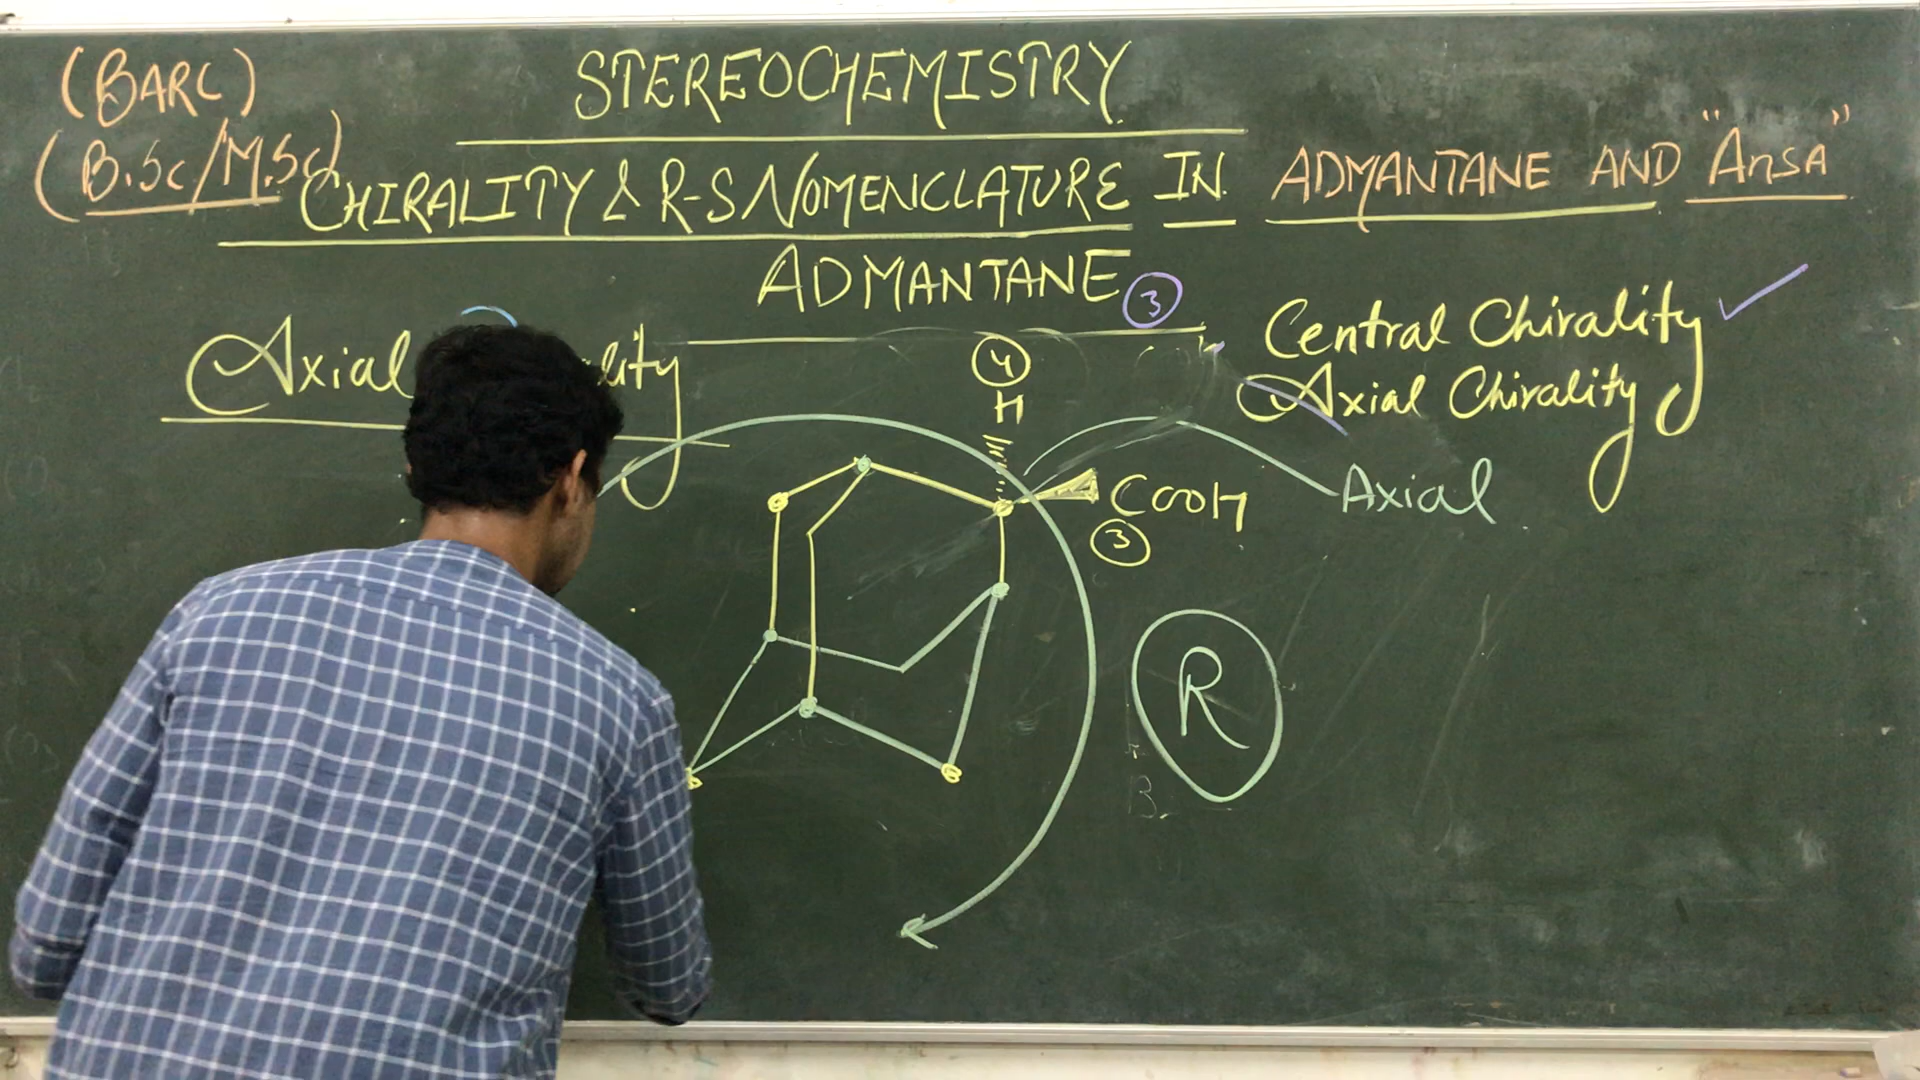 (BARC)
STEREOCHEMISTRY
(B.Sc/M.Sc)
CHIRALITY & R-S NOMENCLATURE IN ADMANTANE AND "Ansa"
ADMANTANE
3
Central Chirality ✓
Axial
Axial Chirality
4
H
COOH
Axial
3
R